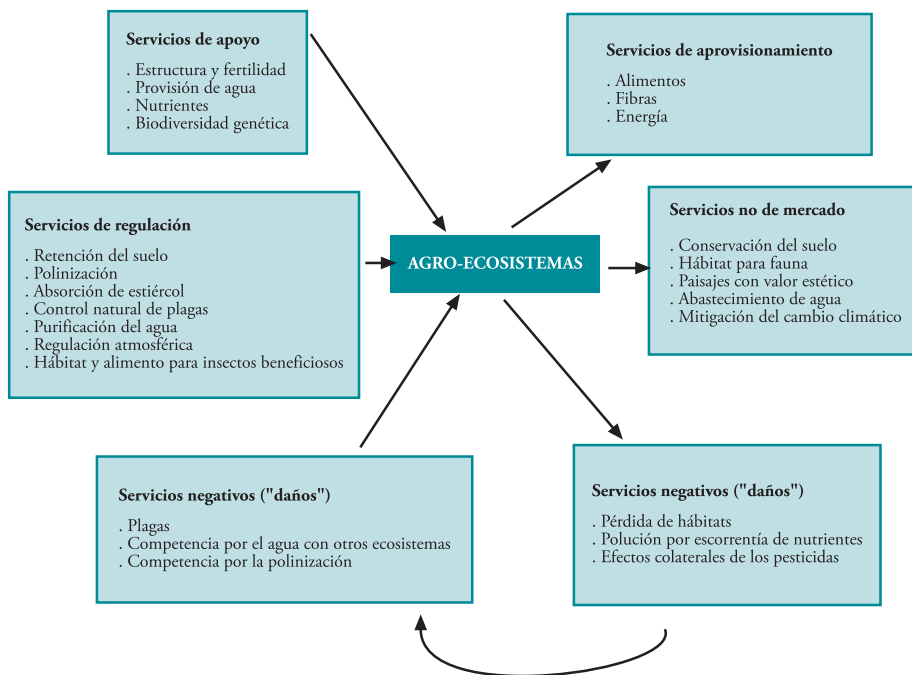 Servicios de apoyo
. Estructura y fertilidad
. Provisión de agua
. Nutrientes
. Biodiversidad genética
Servicios de aprovisionamiento
. Alimentos
. Fibras
. Energía
Servicios de regulación
. Retención del suelo
. Polinización
. Absorción de estiércol
. Control natural de plagas
. Purificación del agua
. Regulación atmosférica
. Hábitat y alimento para insectos beneficiosos
AGRO-ECOSISTEMAS
Servicios no de mercado
. Conservación del suelo
. Hábitat para fauna
. Paisajes con valor estético
. Abastecimiento de agua
. Mitigación del cambio climático
Servicios negativos ("daños")
. Plagas
. Competencia por el agua con otros ecosistemas
. Competencia por la polinización
Servicios negativos ("daños")
. Pérdida de hábitats
. Polución por escorrentía de nutrientes
. Efectos colaterales de los pesticidas